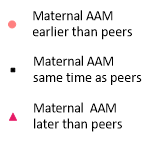 Maternal AAM
earlier than peers
Maternal AAM
same time as peers
Maternal AAM
later than peers